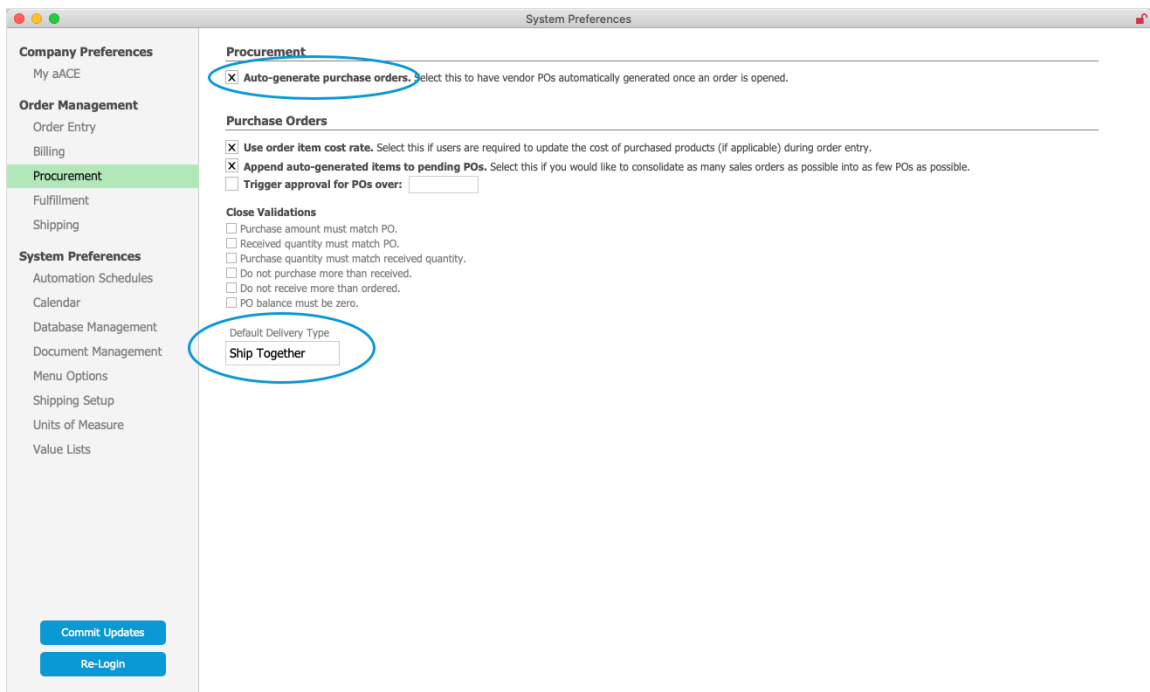 System Preferences
Company Preferences
My aACE
Order Management
Order Entry
Billing
Procurement
Fulfillment
Shipping
System Preferences
Automation Schedules
Calendar
Database Management
Document Management
Menu Options
Shipping Setup
Units of Measure
Value Lists
Commit Updates
Re-Login
Procurement
Auto-generate purchase orders. Select this to have vendor POs automatically generated once an order is opened.
Purchase Orders
Use order item cost rate. Select this if users are required to update the cost of purchased products (if applicable) during order entry.
Append auto-generated items to pending POs. Select this if you would like to consolidate as many sales orders as possible into as few POs as possible.
Trigger approval for POs over:
Close Validations
Purchase amount must match PO.
Received quantity must match PO.
Purchase quantity must match received quantity.
Do not purchase more than received.
Do not receive more than ordered.
PO balance must be zero.
Default Delivery Type
Ship Together